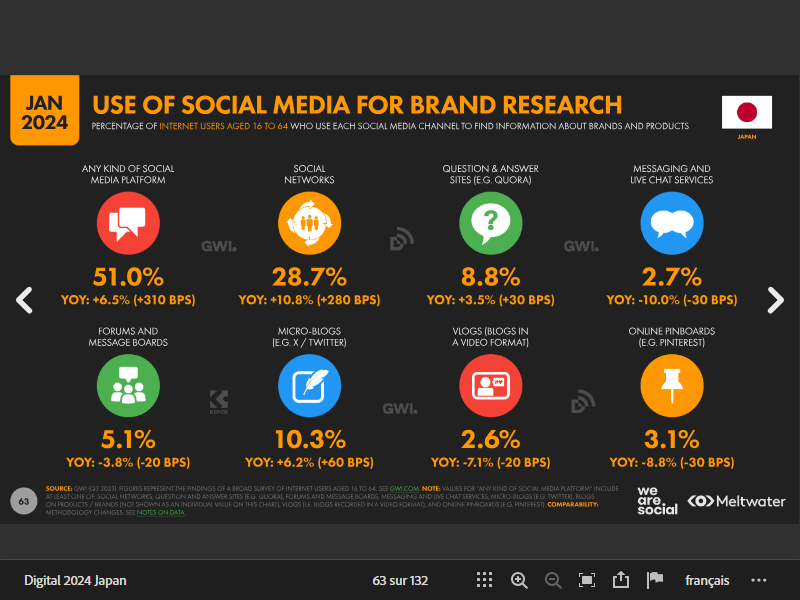 JAN
2024
USE OF SOCIAL MEDIA FOR BRAND RESEARCH
PERCENTAGE OF INTERNET USERS AGED 16 TO 64 WHO USE EACH SOCIAL MEDIA CHANNEL TO FIND INFORMATION ABOUT BRANDS AND PRODUCTS
JAPAN
ANY KIND OF SOCIAL
MEDIA PLATFORM
51.0%
YOY: +6.5% (+310 BPS)
SOCIAL
NETWORKS
28.7%
YOY: +10.8% (+280 BPS)
QUESTION & ANSWER
SITES (E.G. QUORA)
?
8.8%
YOY: +3.5% (+30 BPS)
MESSAGING AND
LIVE CHAT SERVICES
2.7%
YOY: -10.0% (-30 BPS)
GWI.
GWI.
FORUMS AND
MESSAGE BOARDS
5.1%
YOY: -3.8% (-20 BPS)
MICRO-BLOGS
(E.G. X / TWITTER)
10.3%
YOY: +6.2% (+60 BPS)
VLOGS (BLOGS IN
A VIDEO FORMAT)
2.6%
YOY: -7.1% (-20 BPS)
ONLINE PINBOARDS
(E.G. PINTEREST)
3.1%
YOY: -8.8% (-30 BPS)
KEPIOS
GWI.
63
SOURCE: GWI (Q3 2023). FIGURES REPRESENT THE FINDINGS OF A BROAD SURVEY OF INTERNET USERS AGED 16 TO 64. SEE GWI.COM. NOTE: VALUES FOR "ANY KIND OF SOCIAL MEDIA PLATFORM" INCLUDE
AT LEAST ONE OF: SOCIAL NETWORKS, QUESTION AND ANSWER SITES (E.G. QUORA), FORUMS AND MESSAGE BOARDS, MESSAGING AND LIVE CHAT SERVICES, MICRO-BLOGS (E.G. TWITTER), BLOGS
ON PRODUCTS / BRANDS (NOT SHOWN AS AN INDIVIDUAL VALUE ON THIS CHART), VLOGS (I.E. BLOGS RECORDED IN A VIDEO FORMAT), AND ONLINE PINBOARDS (E.G. PINTEREST). COMPARABILITY:
METHODOLOGY CHANGES. SEE NOTES ON DATA.
we
are.
social
Meltwater
Digital 2024 Japan
63 sur 132
français